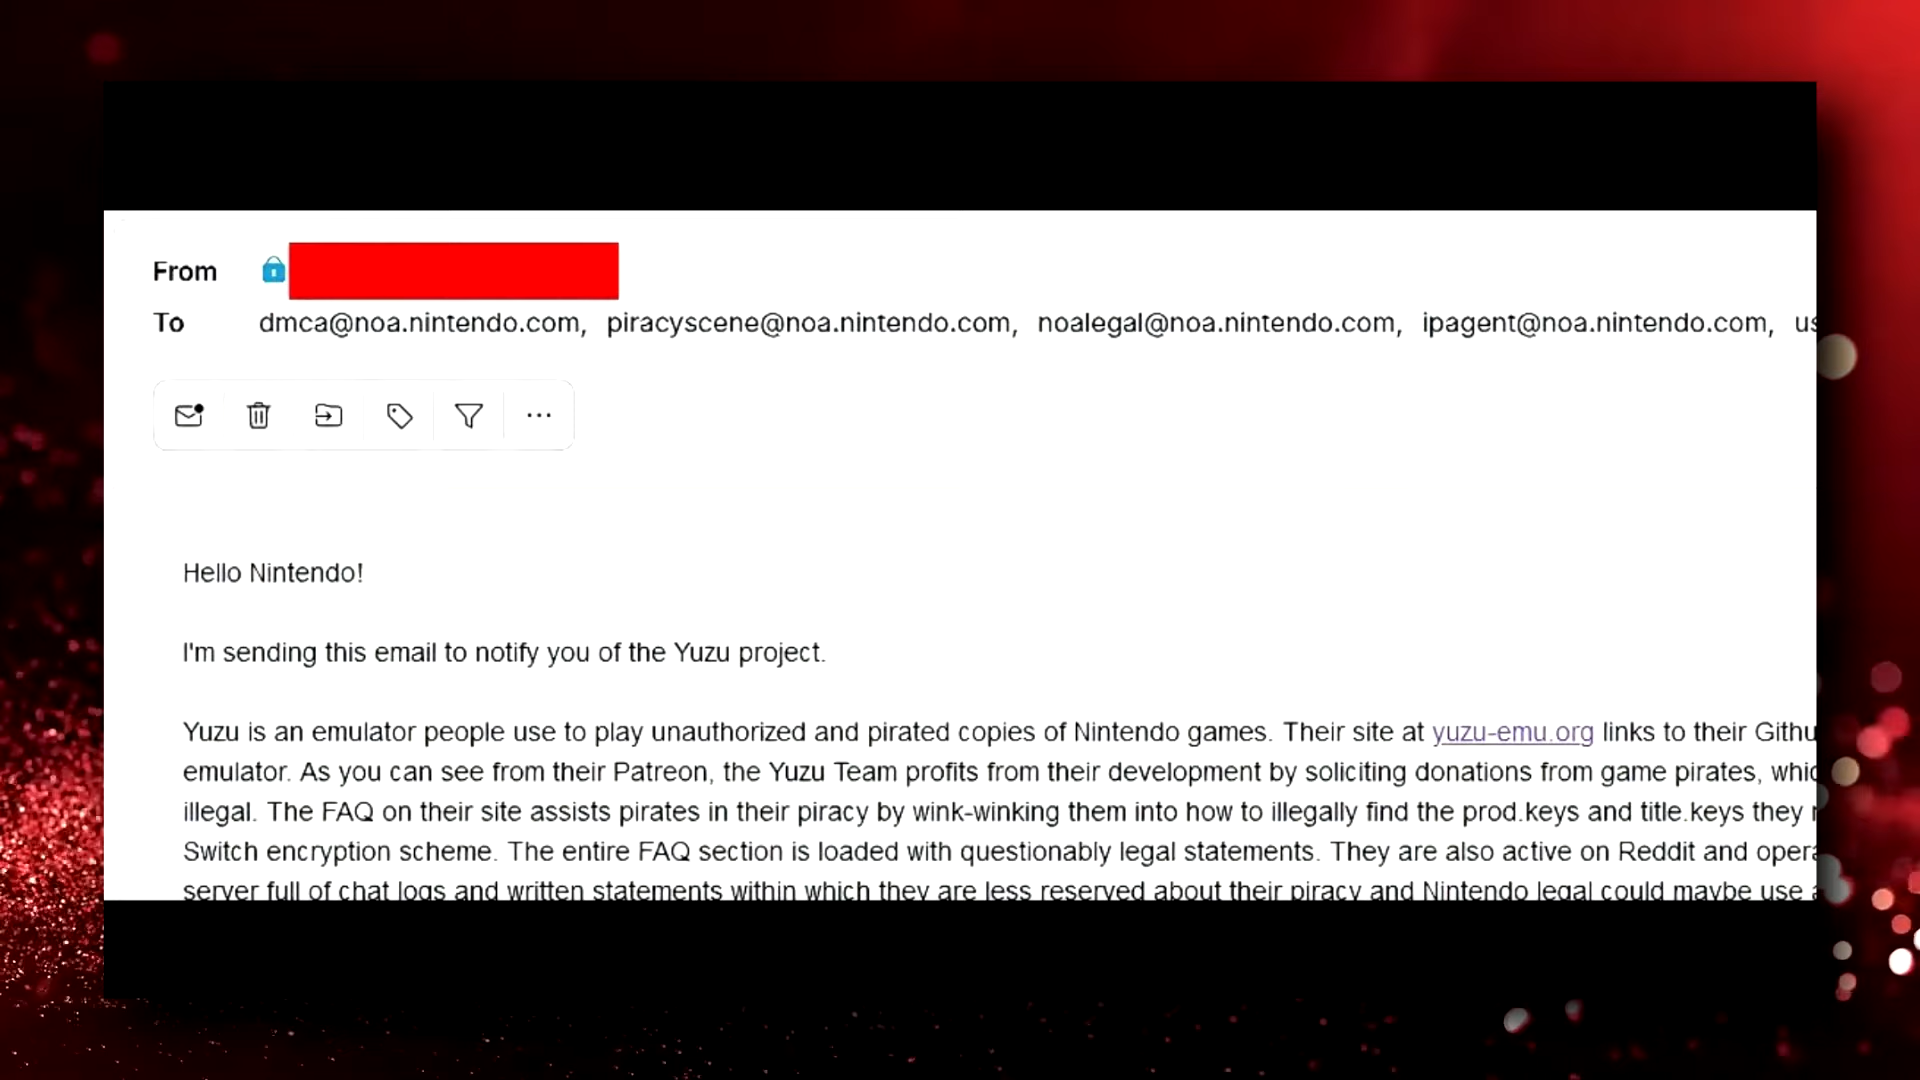 From
To dmca@noa.nintendo.com, piracyscene@noa.nintendo.com, noalegal@noa.nintendo.com, ipagent@noa.nintendo.com,
Hello Nintendo!
I'm sending this email to notify you of the Yuzu project.
Yuzu is an emulator people use to play unauthorized and pirated copies of Nintendo games. Their site at yuzu-emu.org links to their
emulator. As you can see from their Patreon, the Yuzu Team profits from their development by soliciting donations from game pirates,
illegal. The FAQ on their site assists pirates in their piracy by wink-winking them into how to illegally find the prod.keys and title.keys they
Switch encryption scheme. The entire FAQ section is loaded with questionably legal statements. They are also active on Reddit and
server full of chat logs and written statements within which they are less reserved about their piracy and Nintendo legal could maybe use